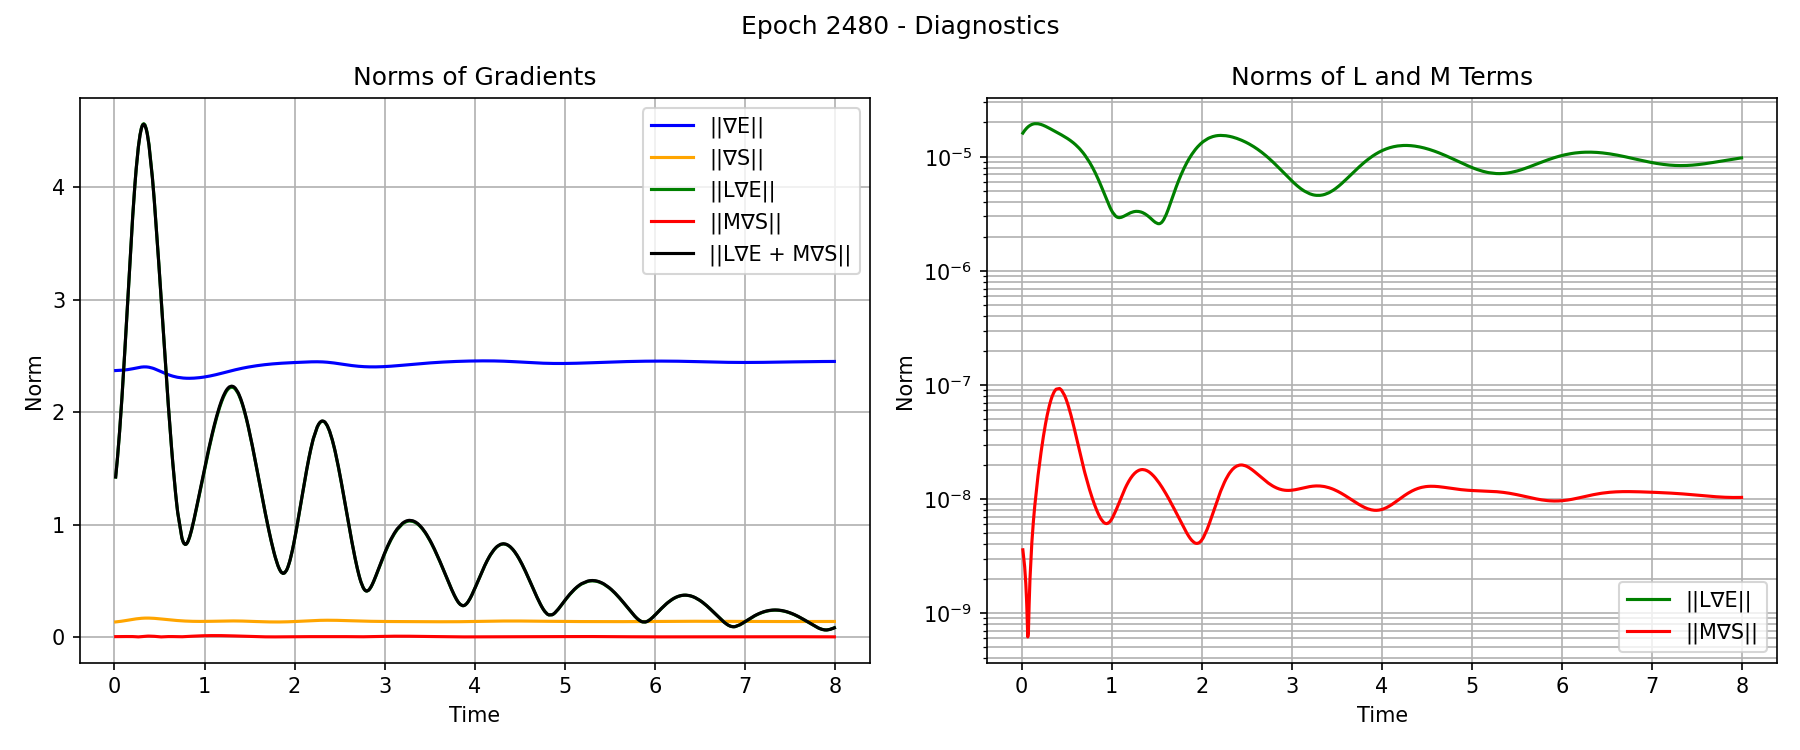 Epoch 2480 - Diagnostics
Norms of Gradients
Norm
4
3
2
1
0
0 1 2 3 4 5 6 7 8
Time
||∇E||
||∇S||
||L∇E||
||M∇S||
||L∇E + M∇S||
Norms of L and M Terms
Norm
10⁻⁵
10⁻⁶
10⁻⁷
10⁻⁸
10⁻⁹
0 1 2 3 4 5 6 7 8
Time
||L∇E||
||M∇S||